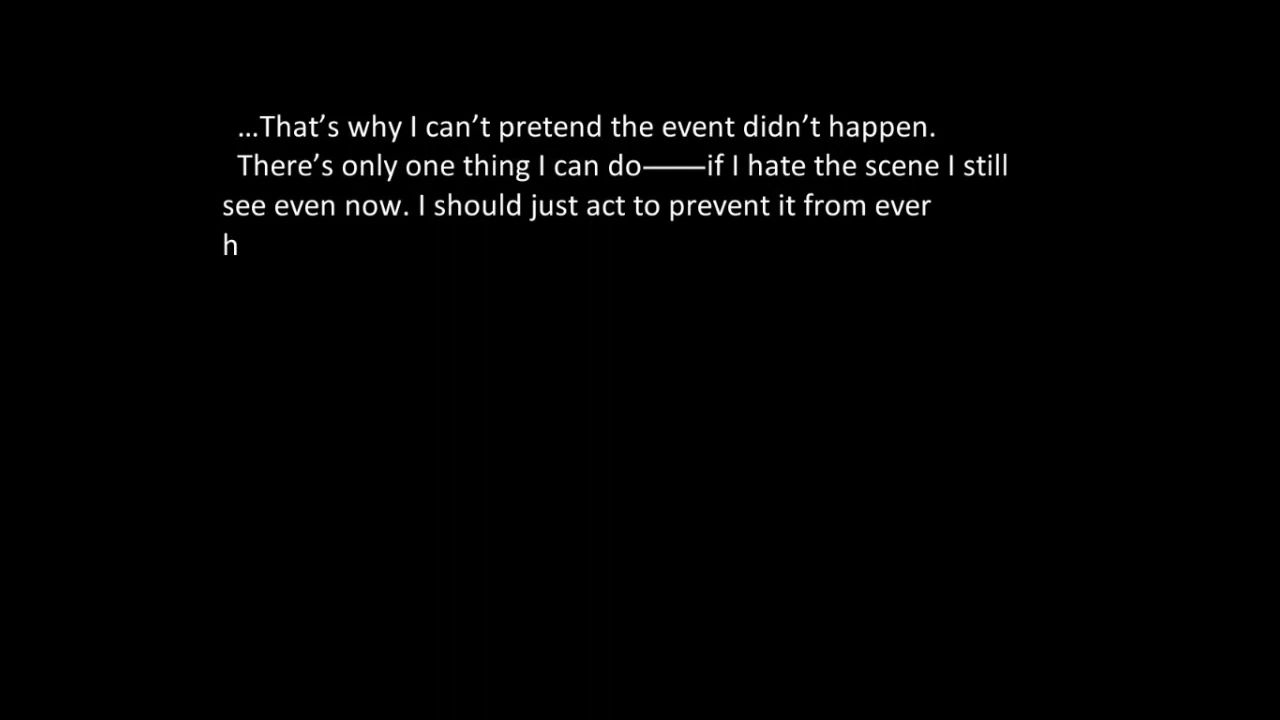 …That’s why I can’t pretend the event didn’t happen.
There’s only one thing I can do――if I hate the scene I still
see even now. I should just act to prevent it from ever
h